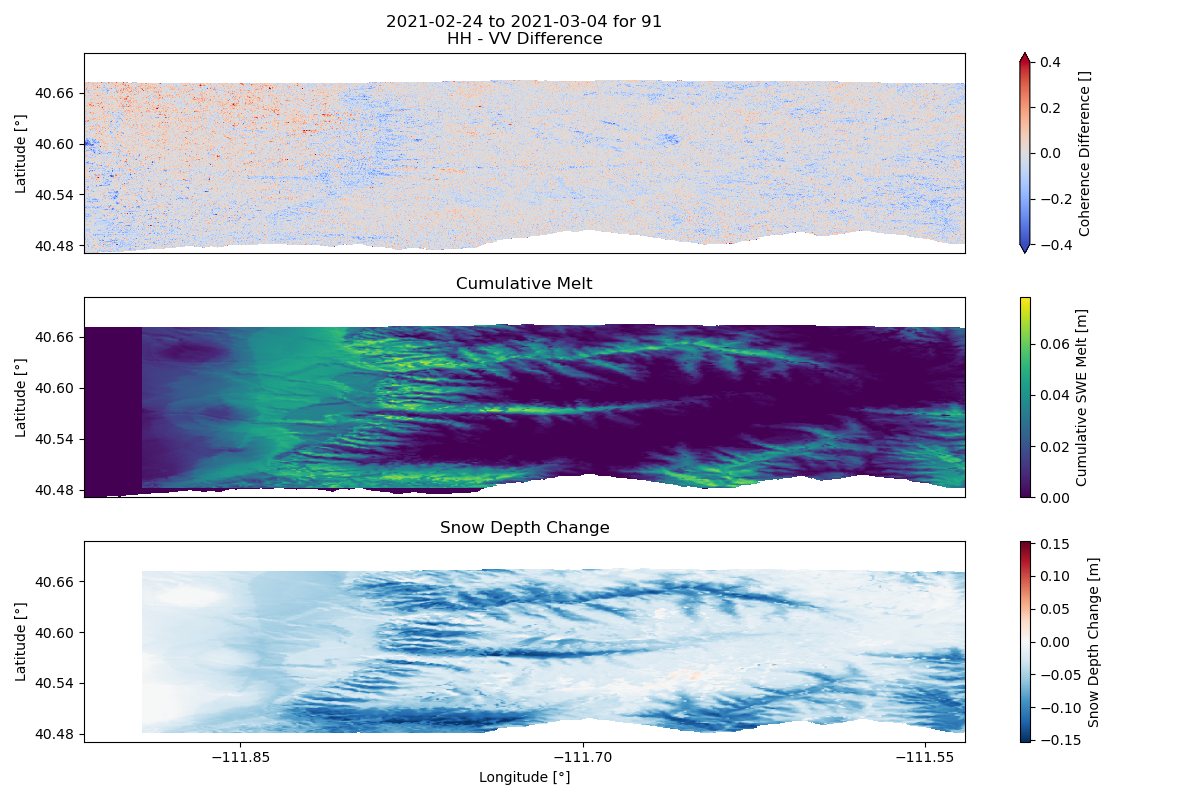 2021-02-24 to 2021-03-04 for 91
HH - VV Difference
40.66
40.60
40.54
40.48
Latitude [°]
0.4
0.2
0.0
−0.2
−0.4
Coherence Difference []
Cumulative Melt
40.66
40.60
40.54
40.48
Latitude [°]
0.06
0.04
0.02
0.00
Cumulative SWE Melt [m]
Snow Depth Change
40.66
40.60
40.54
40.48
Latitude [°]
0.15
0.10
0.05
0.00
−0.05
−0.10
−0.15
Snow Depth Change [m]
−111.85
−111.70
−111.55
Longitude [°]